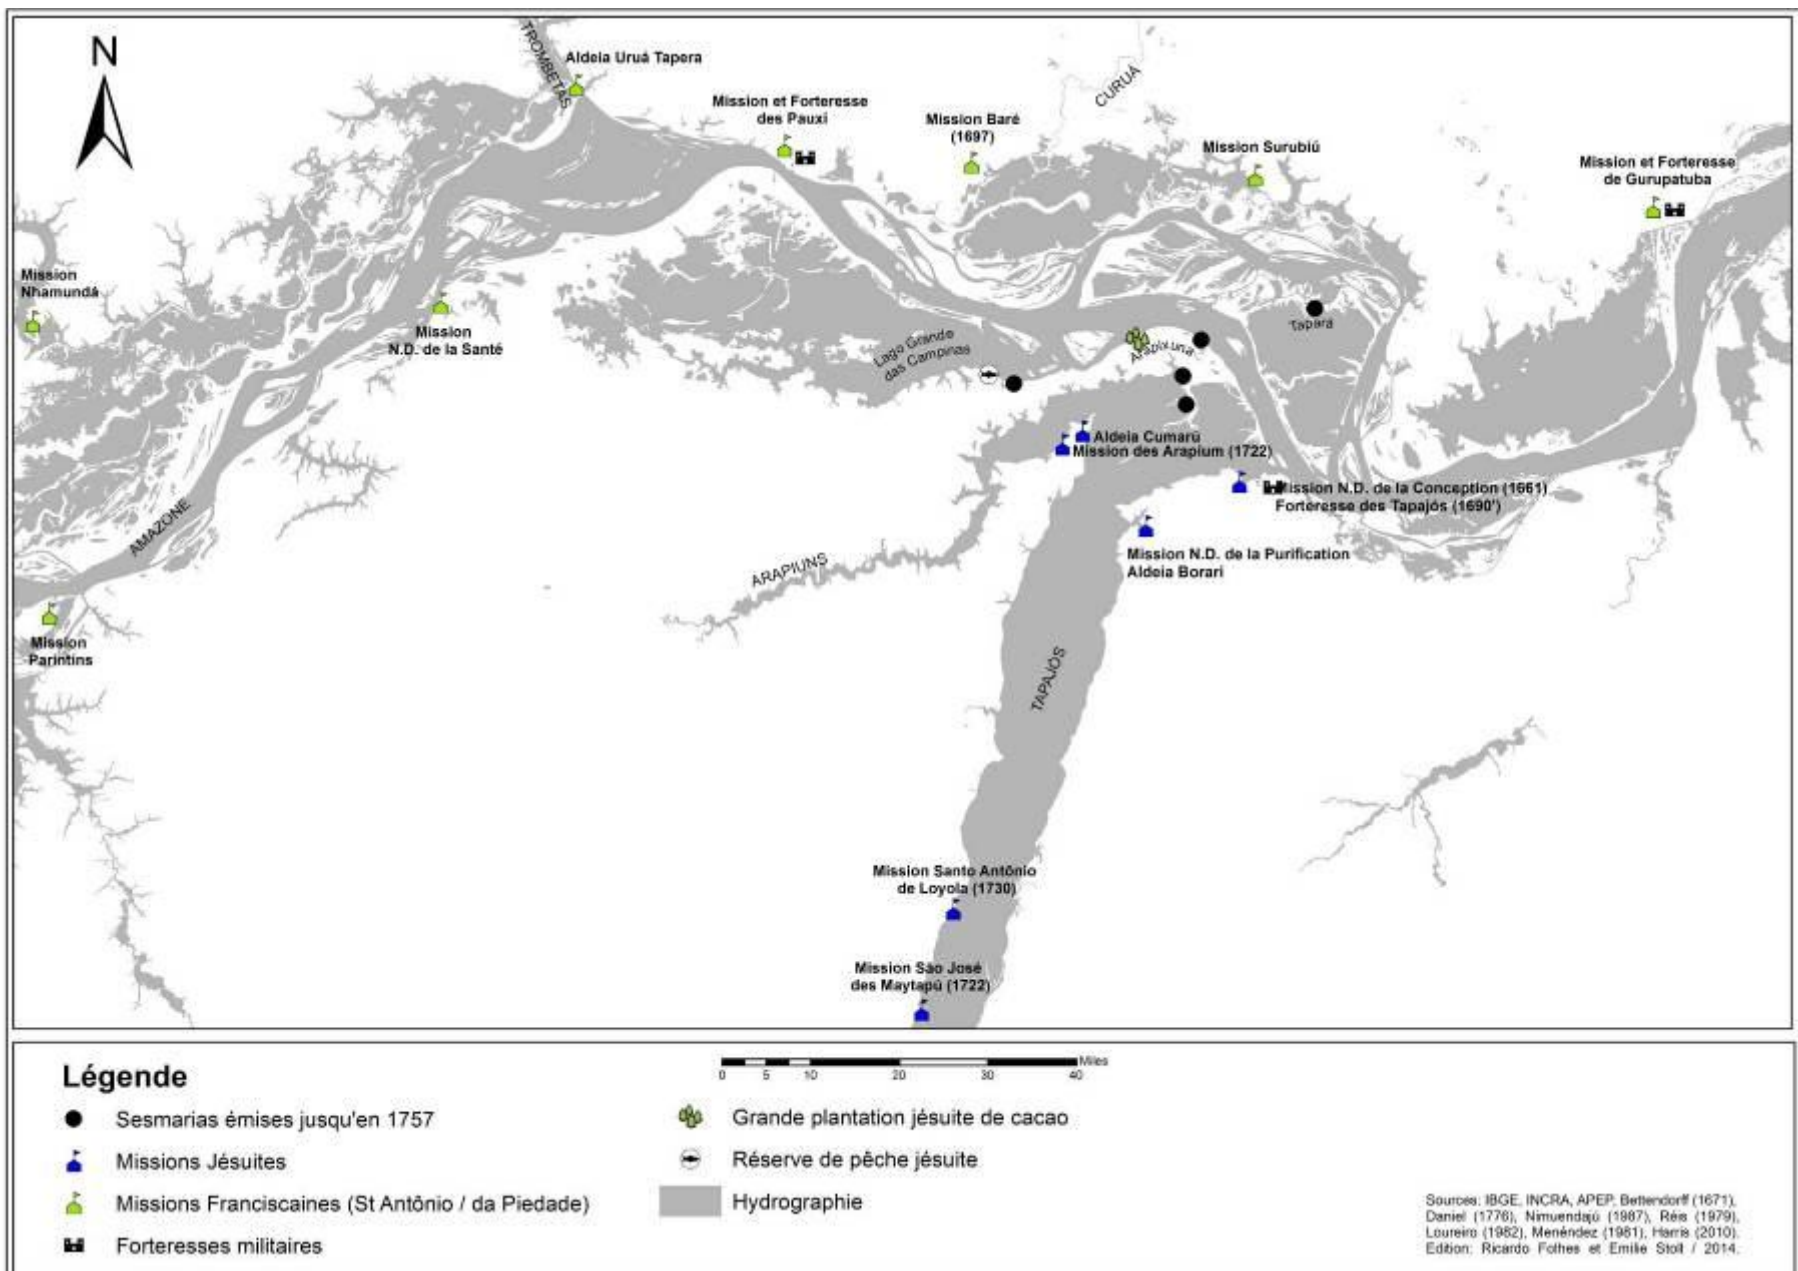 N
TROMBETAS
Aldeia Uruá Tapera
Mission et Forteresse
des Pauxi
Mission Baré
(1697)
CURUÁ
Mission Surubiú
Mission et Forteresse
de Gurupatuba
Mission
Nhamundá
Mission
N.D. de la Santé
Lago Grande
das Campinas
Arapixuna
Tapará
Aldeia Cumarú
Mission des Arapium (1722)
Mission N.D. de la Conception (1661)
Forteresse des Tapajós (1690')
Mission N.D. de la Purification
Aldeia Borari
AMAZONE
ARAPIUNS
Mission
Parintins
TAPAJÓS
Mission Santo Antônio
de Loyola (1730)
Mission São José
des Maytapú (1722)
Légende
Sesmarias émises jusqu'en 1757
Missions Jésuites
Missions Franciscaines (St Antônio / da Piedade)
Forteresses militaires
Miles
0 5 10 20 30 40
Grande plantation jésuite de cacao
Réserve de pêche jésuite
Hydrographie
Sources: IBGE, INCRA, APEP, Bettendorff (1671),
Daniel (1776), Nimuendajú (1987), Réis (1979),
Loureiro (1982), Menéndez (1981), Harris (2010).
Edition: Ricardo Folhes et Emilie Stoll / 2014.